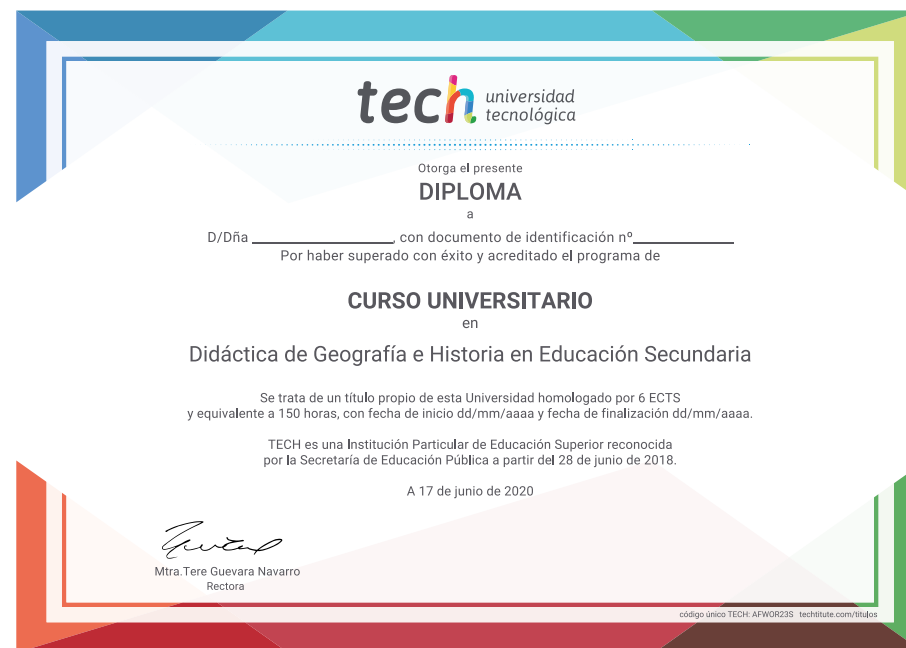 tech universidad
tecnológica
Otorga el presente
DIPLOMA
a
D/Dña ____________________, con documento de identificación nº______________
Por haber superado con éxito y acreditado el programa de
CURSO UNIVERSITARIO
en
Didáctica de Geografía e Historia en Educación Secundaria
Se trata de un título propio de esta Universidad homologado por 6 ECTS
y equivalente a 150 horas, con fecha de inicio dd/mm/aaaa y fecha de finalización dd/mm/aaaa.
TECH es una Institución Particular de Educación Superior reconocida
por la Secretaría de Educación Pública a partir del 28 de junio de 2018.
A 17 de junio de 2020
Mtra.Tere Guevara Navarro
Rectora
código único TECH: AFWOR23S techtitute.com/titulos